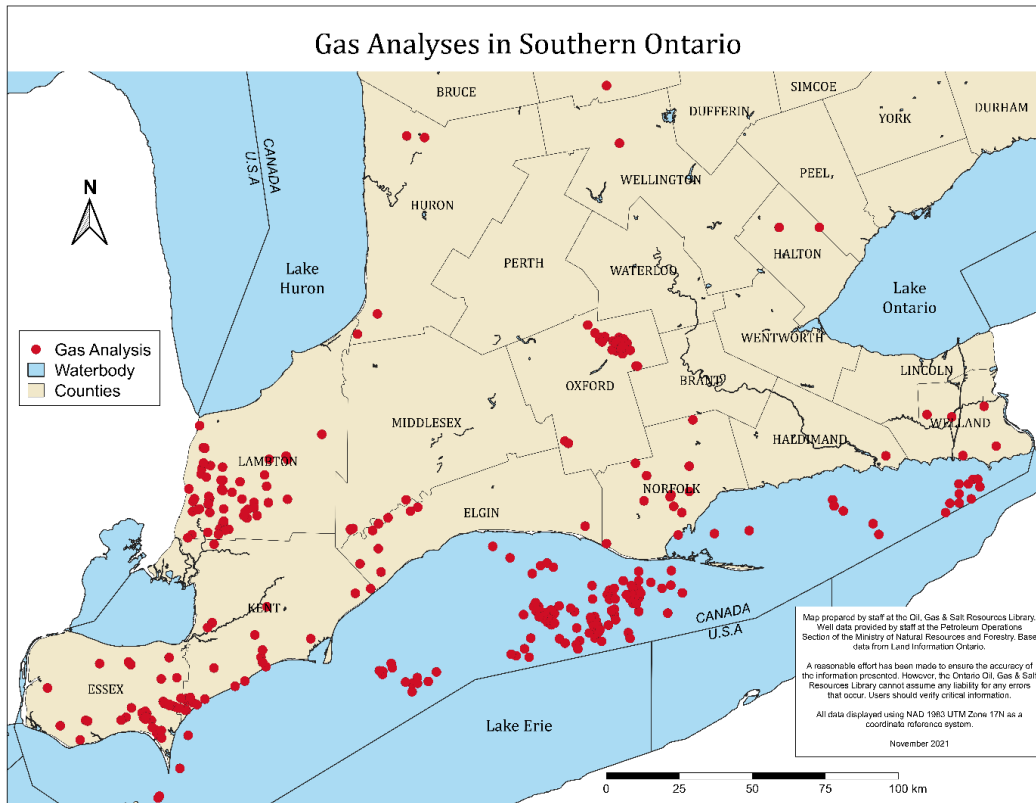 Gas Analyses in Southern Ontario
BRUCE
SIMCOE
DUFFERIN
YORK
DURHAM
CANADA
U.S.A
N
WELLINGTON
PEEL
HURON
PERTH
WATERLOO
HALTON
Lake
Huron
Lake
Ontario
Gas Analysis
Waterbody
Counties
WENTWORTH
LINCOLN
OXFORD
BRANT
MIDDLESEX
WELLAND
HALDIMAND
LAMBTON
NORFOLK
ELGIN
KENT
CANADA
U.S.A
ESSEX
Lake Erie
Map prepared by staff at the Oil, Gas & Salt Resources Library.
Well data provided by staff at the Petroleum Operations
Section of the Ministry of Natural Resources and Forestry. Base
data from Land Information Ontario.
A reasonable effort has been made to ensure the accuracy of
the information presented. However, the Ontario Oil, Gas & Salt
Resources Library cannot assume any liability for any errors
that occur. Users should verify critical information.
All data displayed using NAD 1983 UTM Zone 17N as a
coordinate reference system.
November 2021
0 25 50 75 100 km